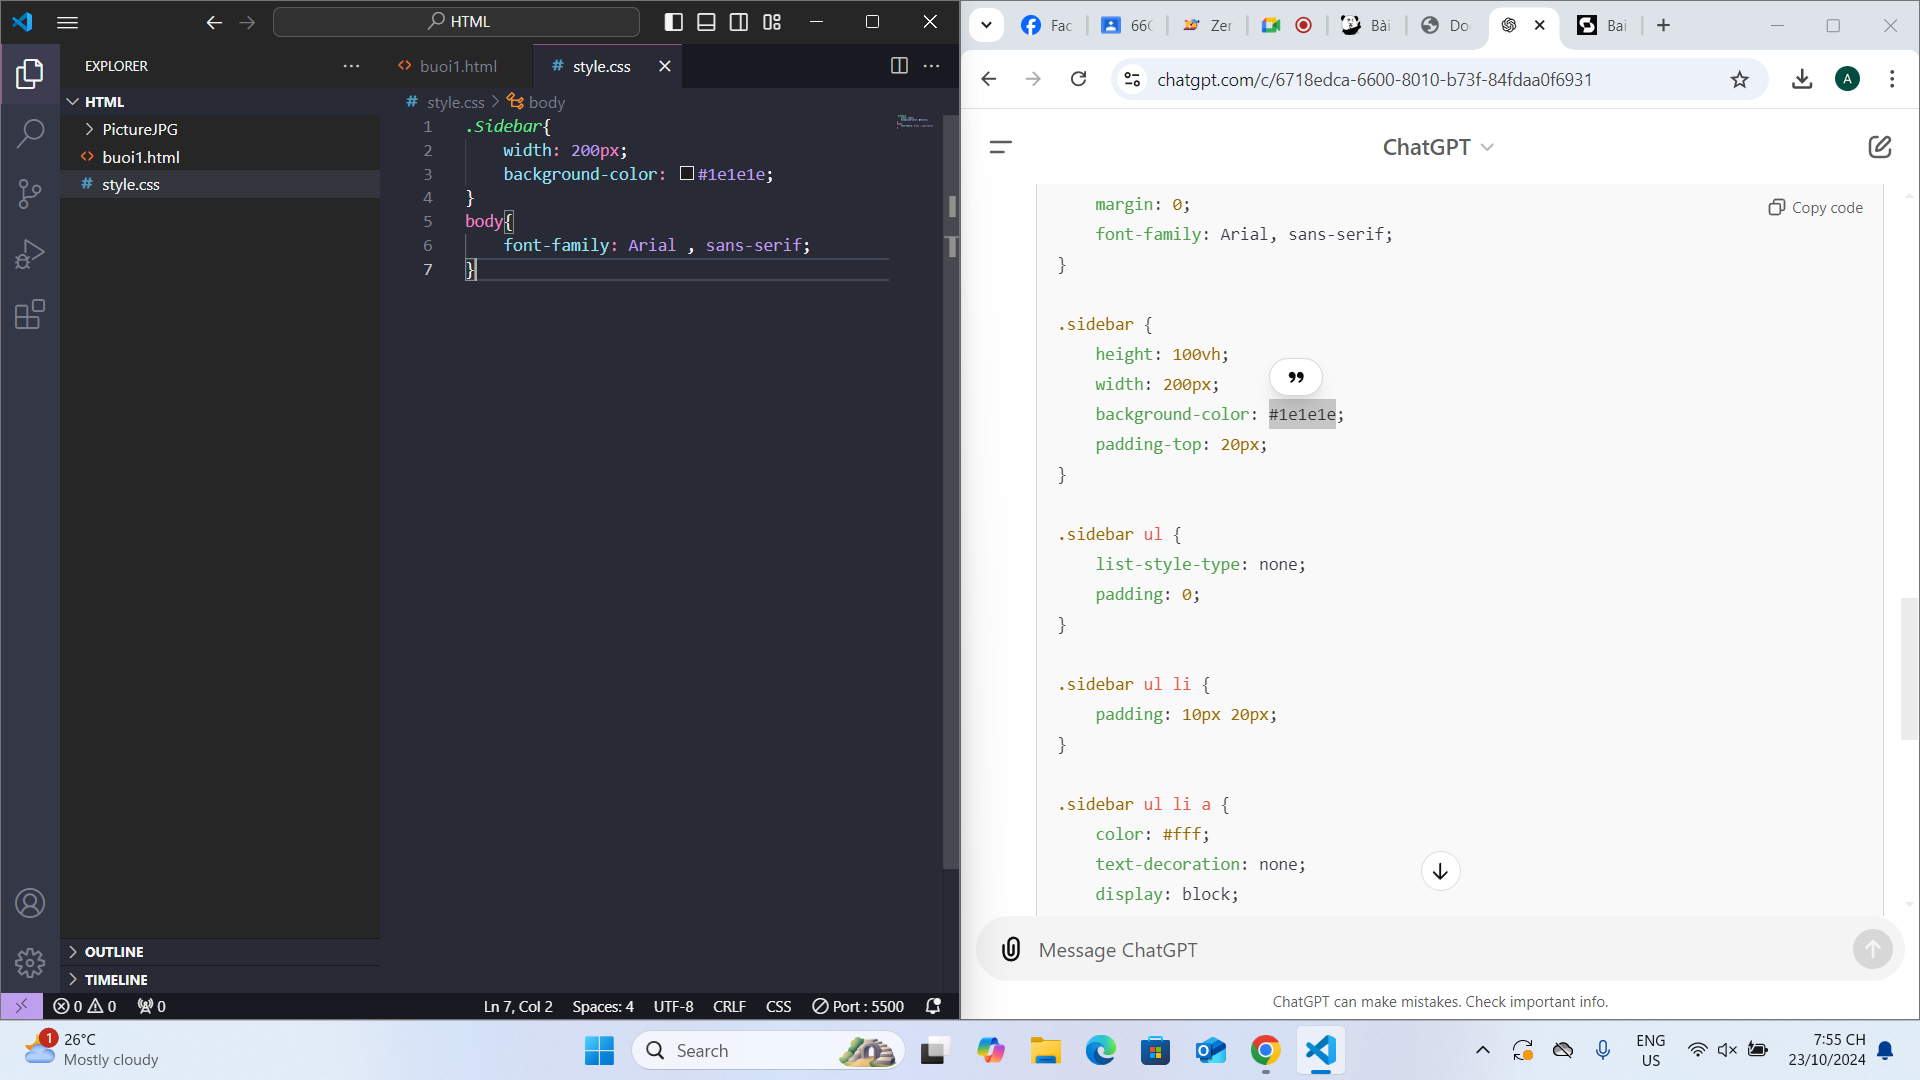 HTML
EXPLORER
HTML
PictureJPG
buoi1.html
style.css
OUTLINE
TIMELINE
buoi1.html
style.css
style.css > body
1 .Sidebar{
2 width: 200px;
3 background-color: #1e1e1e;
4 }
5 body{
6 font-family: Arial , sans-serif;
7 }
0 0 0
Ln 7, Col 2 Spaces: 4 UTF-8 CRLF CSS Port : 5500
Fac 66( Zer Bài Do Bai
chatgpt.com/c/6718edca-6600-8010-b73f-84fdaa0f6931
A
ChatGPT
Copy code
margin: 0;
font-family: Arial, sans-serif;
}
.sidebar {
height: 100vh;
width: 200px;
background-color: #1e1e1e;
padding-top: 20px;
}
.sidebar ul {
list-style-type: none;
padding: 0;
}
.sidebar ul li {
padding: 10px 20px;
}
.sidebar ul li a {
color: #fff;
text-decoration: none;
display: block;
Message ChatGPT
ChatGPT can make mistakes. Check important info.
1
26°C
Mostly cloudy
Search
ENG
US
7:55 CH
23/10/2024